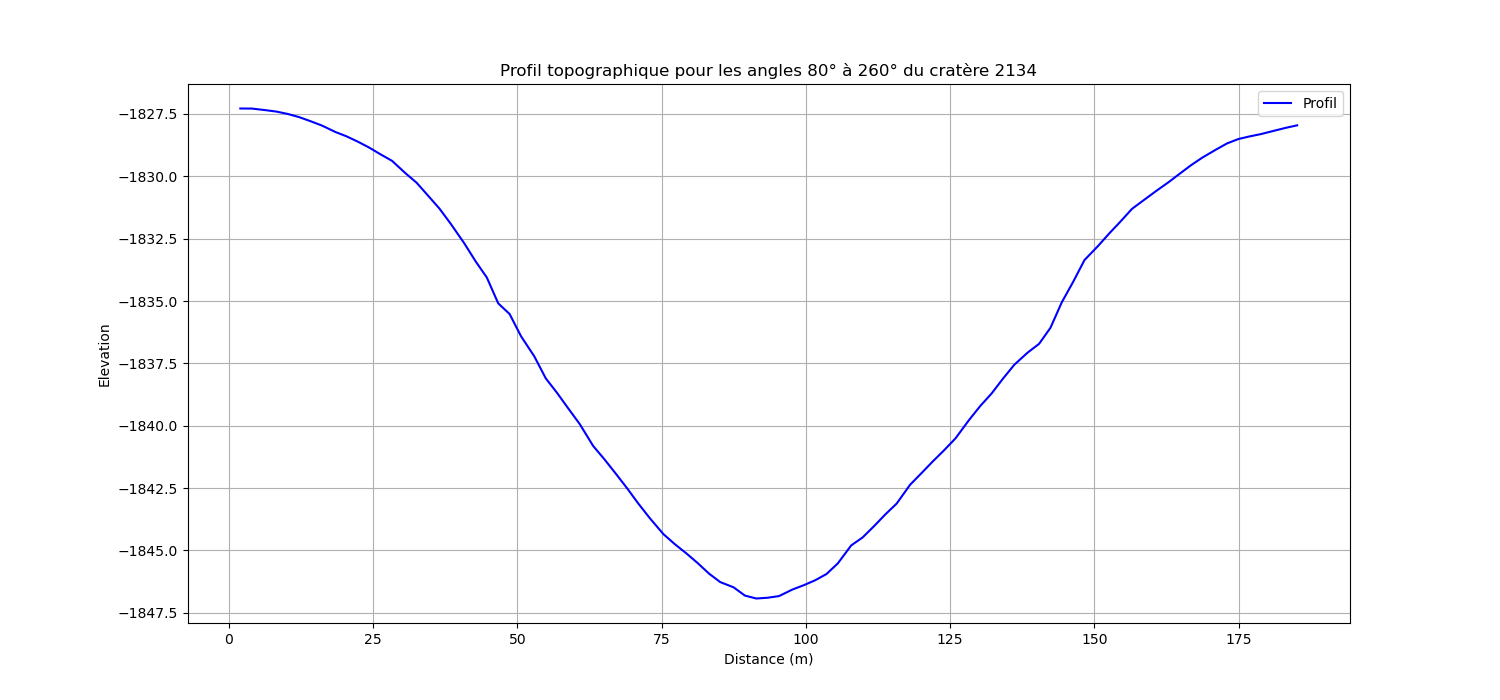 Profil topographique pour les angles 80° à 260° du cratère 2134
Profil
−1827.5
−1830.0
−1832.5
−1835.0
−1837.5
−1840.0
−1842.5
−1845.0
−1847.5
Elevation
0 25 50 75 100 125 150 175
Distance (m)